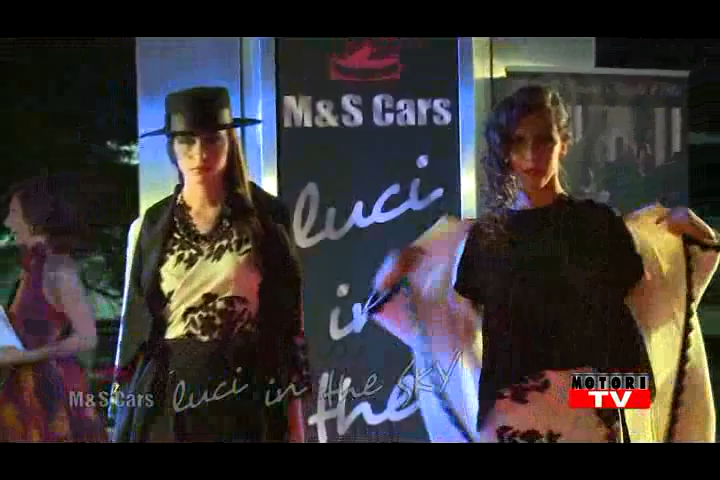 M&S Cars
luci
in
the
M&S Cars luci in the SKY
MOTORI
TV